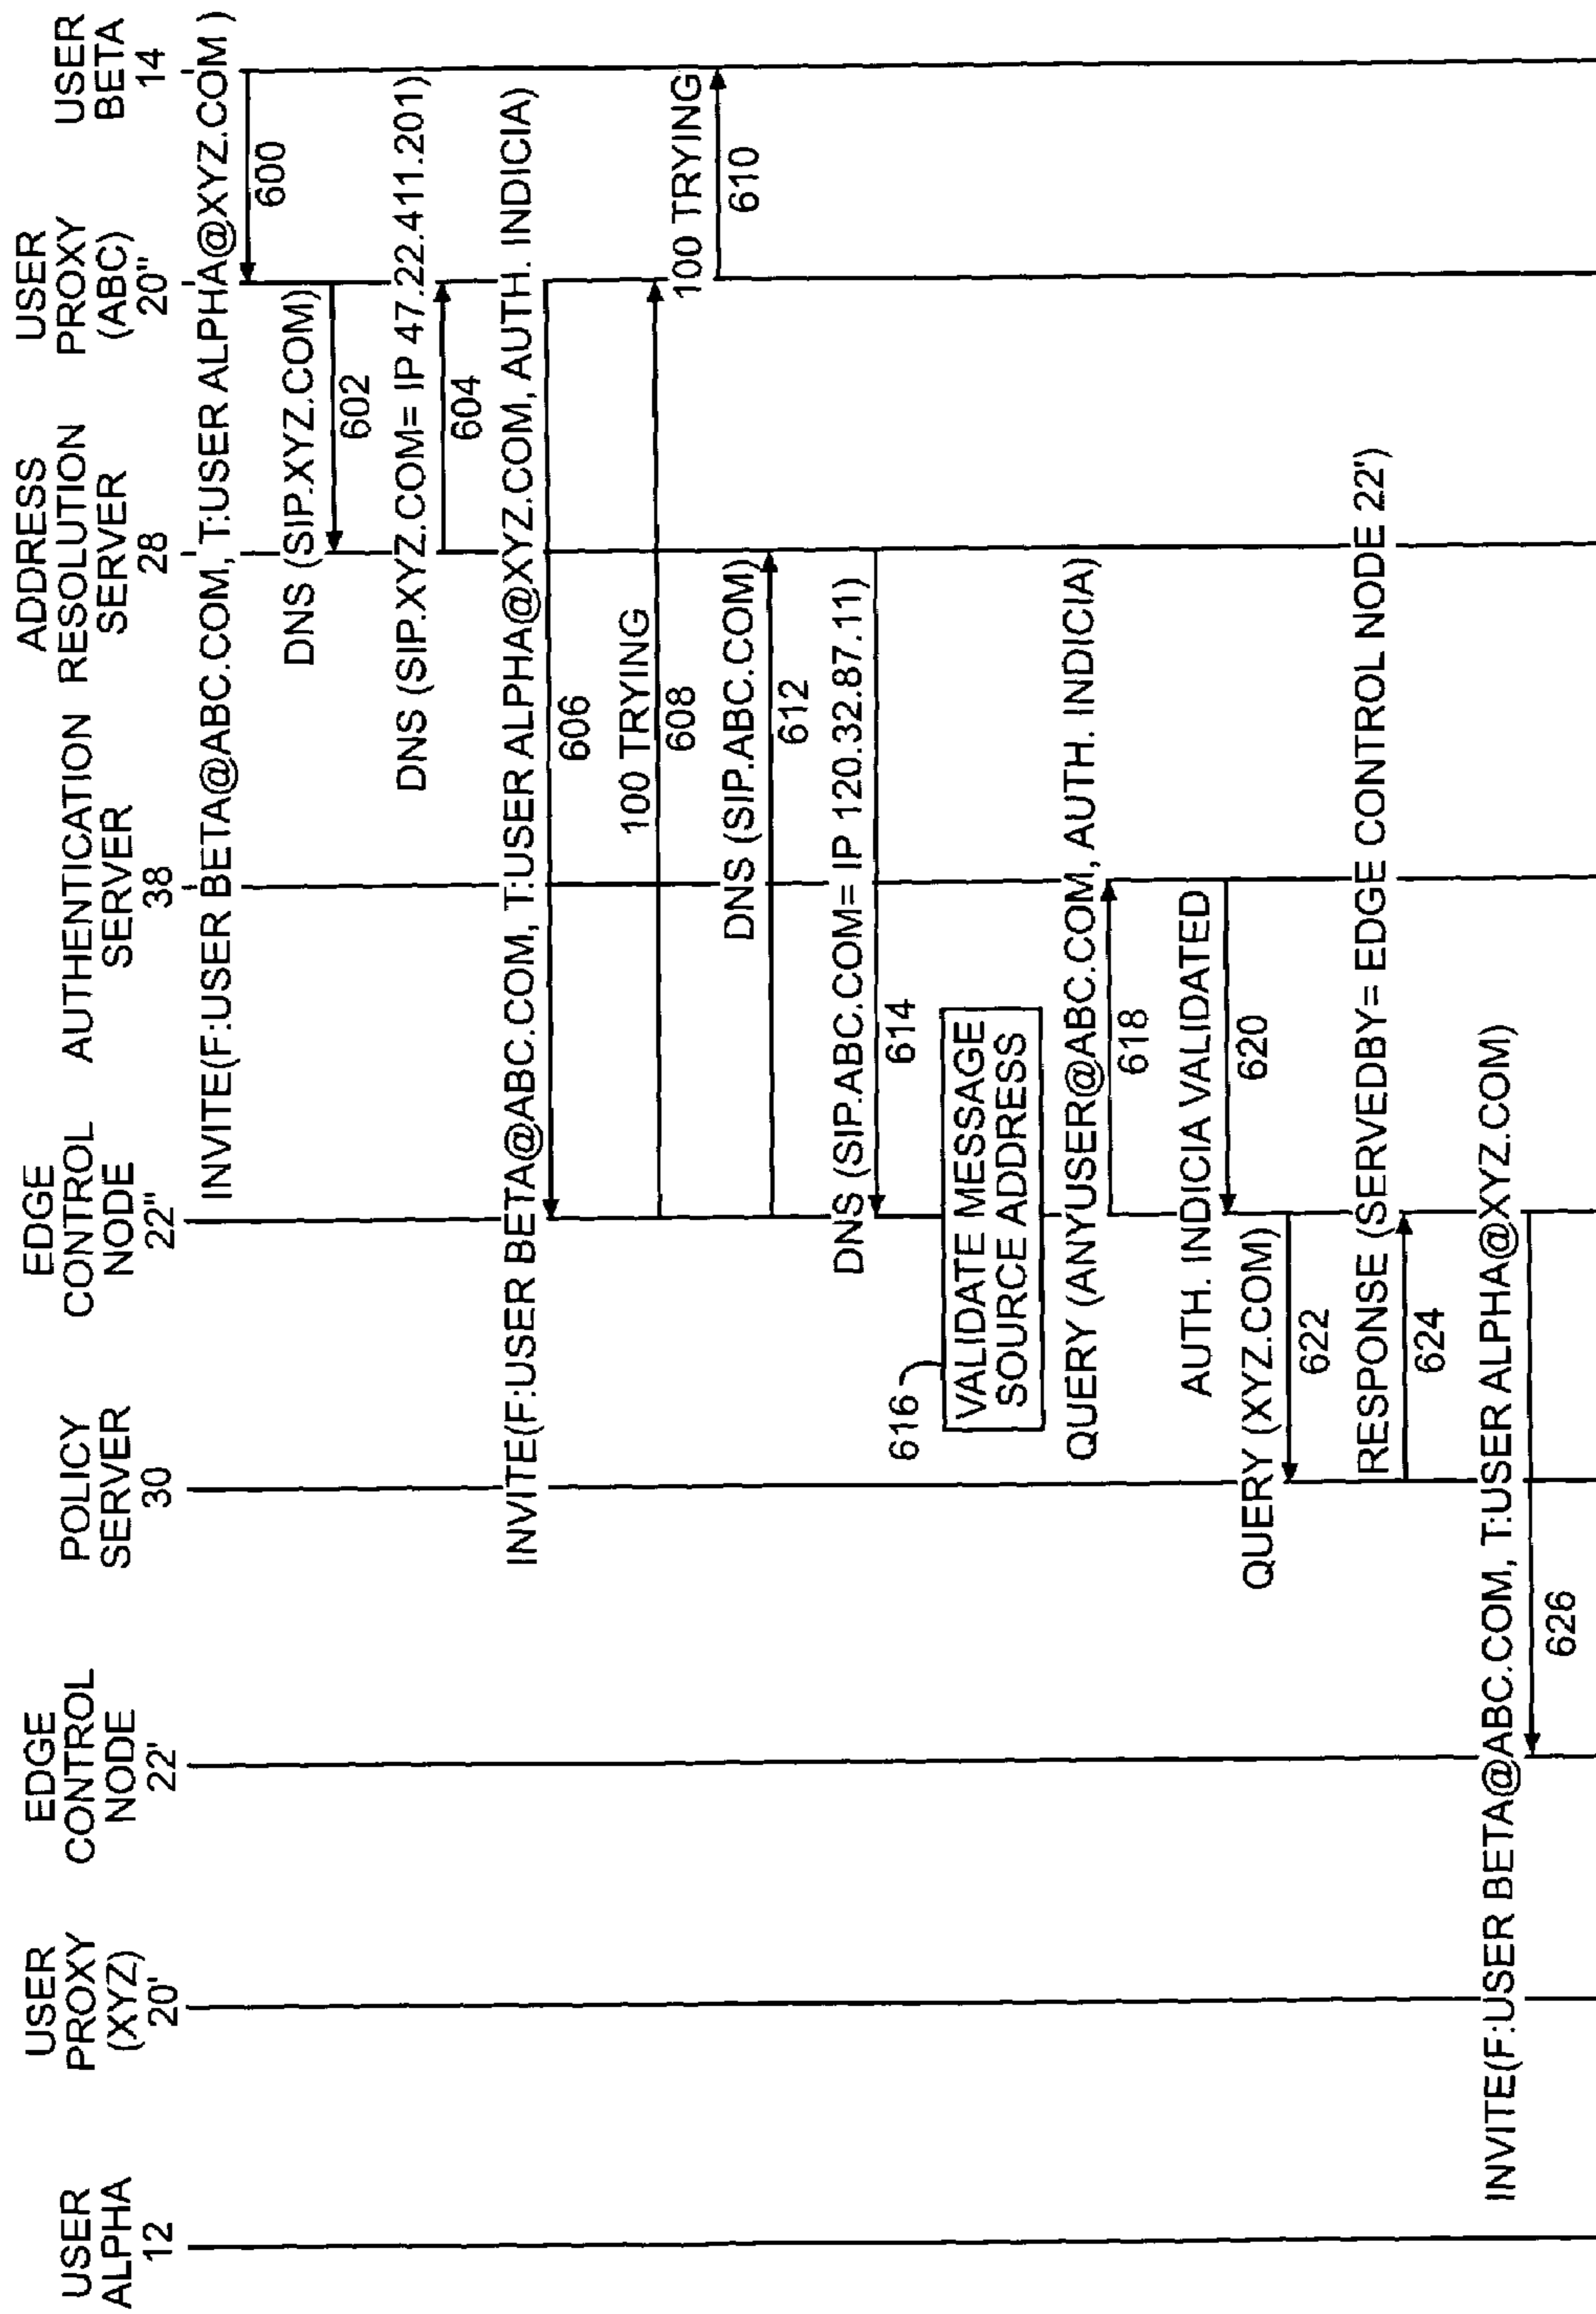 USER
ALPHA
12
USER
PROXY
(XYZ)
20'
EDGE
CONTROL
NODE
22'
POLICY
SERVER
30
EDGE
CONTROL
NODE
22"
AUTHENTICATION
SERVER
38
ADDRESS
RESOLUTION
SERVER
28
USER
PROXY
(ABC)
20"
USER
BETA
14
INVITE(F:USER BETA@ABC.COM, T:USER ALPHA@XYZ.COM )
600
DNS (SIP.XYZ.COM)
602
DNS (SIP.XYZ.COM= IP 47.22.411.201)
604
INVITE(F:USER BETA@ABC.COM, T:USER ALPHA@XYZ.COM, AUTH. INDICIA)
606
100 TRYING
608
100 TRYING
610
DNS (SIP.ABC.COM)
612
DNS (SIP.ABC.COM= IP 120.32.87.11)
614
616
VALIDATE MESSAGE
SOURCE ADDRESS
QUERY (ANYUSER@ABC.COM, AUTH. INDICIA)
618
AUTH. INDICIA VALIDATED
620
QUERY (XYZ.COM)
622
RESPONSE (SERVEDBY= EDGE CONTROL NODE 22')
624
INVITE(F:USER BETA@ABC.COM, T:USER ALPHA@XYZ.COM)
626